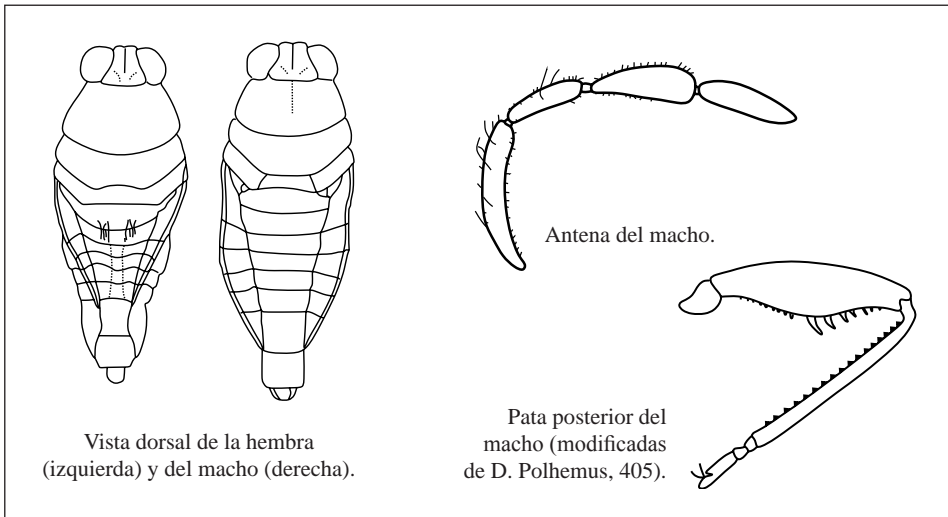 Antena del macho.
Vista dorsal de la hembra
(izquierda) y del macho (derecha).
Pata posterior del
macho (modificadas
de D. Polhemus, 405).